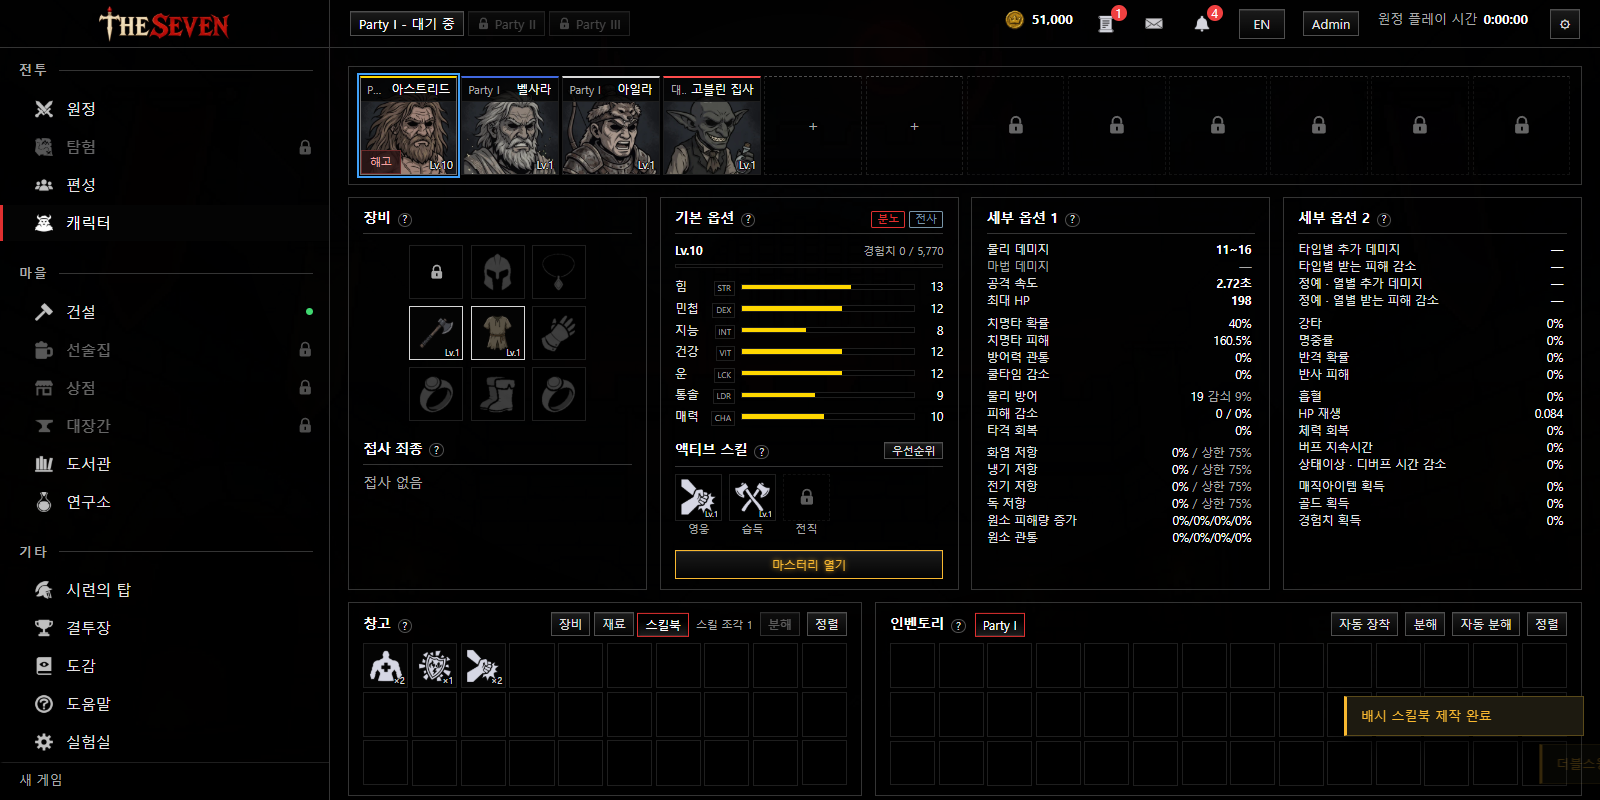 THE SEVEN
Party I - 대기 중
Party II
Party III
51,000
1
4
EN
Admin
원정 플레이 시간 0:00:00
전투
원정
탐험
편성
캐릭터
마을
건설
선술집
상점
대장간
도서관
연구소
기타
시련의 탑
결투장
도감
도움말
실험실
새 게임
P... 아스트리드
해고
Lv.10
Party I 벨사라
Lv.1
Party I 아일라
Lv.1
대.. 고블린 집사
Lv.1
+
+
장비 ?
Lv.1
Lv.1
접사 죄종 ?
접사 없음
기본 옵션 ?
분노
전사
Lv.10
경험치 0 / 5,770
힘 STR 13
민첩 DEX 12
지능 INT 8
건강 VIT 12
운 LCK 12
통솔 LDR 9
매력 CHA 10
액티브 스킬 ?
우선순위
Lv.1
Lv.1
영웅
습득
전직
마스터리 열기
세부 옵션 1 ?
물리 데미지 11~16
마법 데미지 —
공격 속도 2.72초
최대 HP 198
치명타 확률 40%
치명타 피해 160.5%
방어력 관통 0%
쿨타임 감소 0%
물리 방어 19 감쇠 9%
피해 감소 0 / 0%
타격 회복 0%
화염 저항 0% / 상한 75%
냉기 저항 0% / 상한 75%
전기 저항 0% / 상한 75%
독 저항 0% / 상한 75%
원소 피해량 증가 0%/0%/0%/0%
원소 관통 0%/0%/0%/0%
세부 옵션 2 ?
타입별 추가 데미지 —
타입별 받는 피해 감소 —
정예 · 열별 추가 데미지 —
정예 · 열별 받는 피해 감소 —
강타 0%
명중률 0%
반격 확률 0%
반사 피해 0%
흡혈 0%
HP 재생 0.084
체력 회복 0%
버프 지속시간 0%
상태이상 · 디버프 시간 감소 0%
매직아이템 획득 0%
골드 획득 0%
경험치 획득 0%
창고 ?
장비
재료
스킬북
스킬 조각 1
분해
정렬
×2
×1
×2
인벤토리 ?
Party I
자동 장착
분해
자동 분해
정렬
배시 스킬북 제작 완료